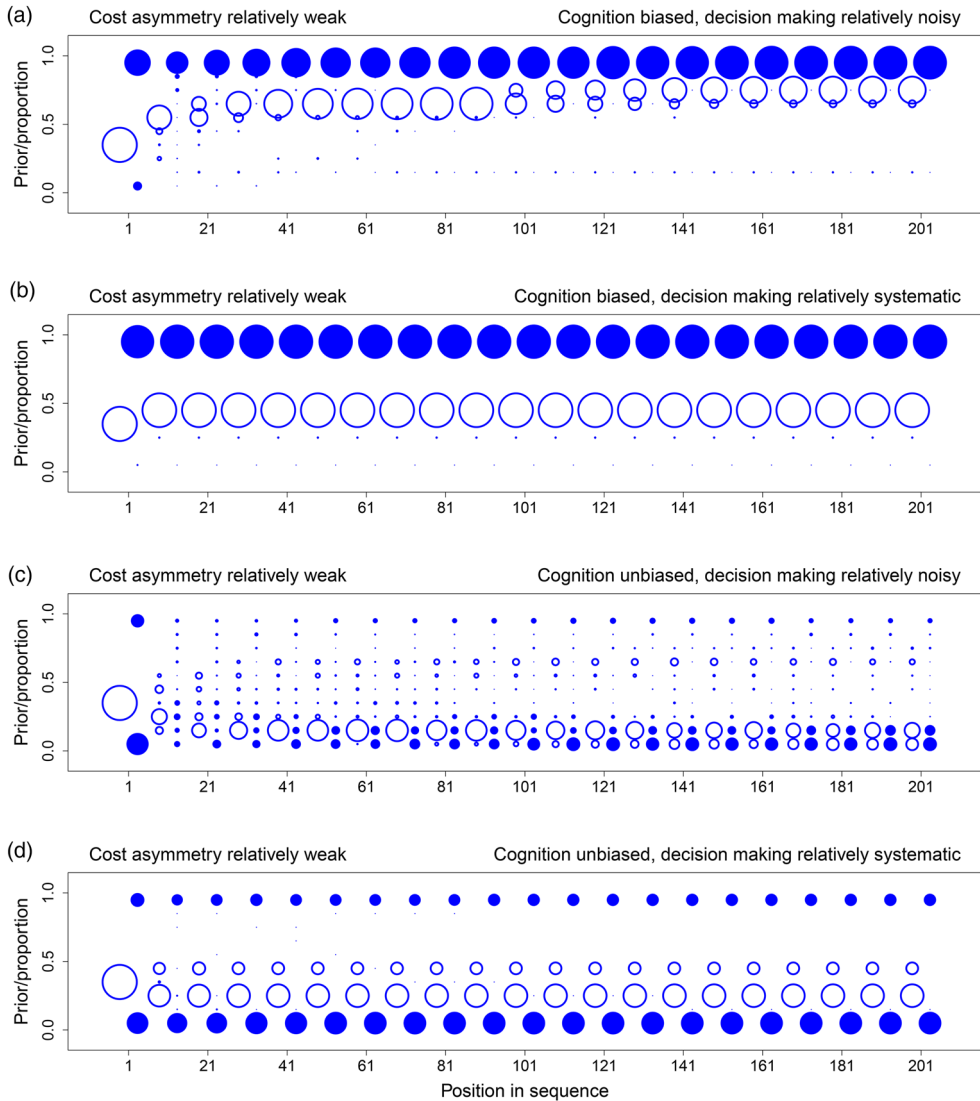 (a) Cost asymmetry relatively weak Cognition biased, decision making relatively noisy
Prior/proportion
1.0
0.5
0.0
1 21 41 61 81 101 121 141 161 181 201
(b) Cost asymmetry relatively weak Cognition biased, decision making relatively systematic
Prior/proportion
1.0
0.5
0.0
1 21 41 61 81 101 121 141 161 181 201
(c) Cost asymmetry relatively weak Cognition unbiased, decision making relatively noisy
Prior/proportion
1.0
0.5
0.0
1 21 41 61 81 101 121 141 161 181 201
(d) Cost asymmetry relatively weak Cognition unbiased, decision making relatively systematic
Prior/proportion
1.0
0.5
0.0
1 21 41 61 81 101 121 141 161 181 201
Position in sequence